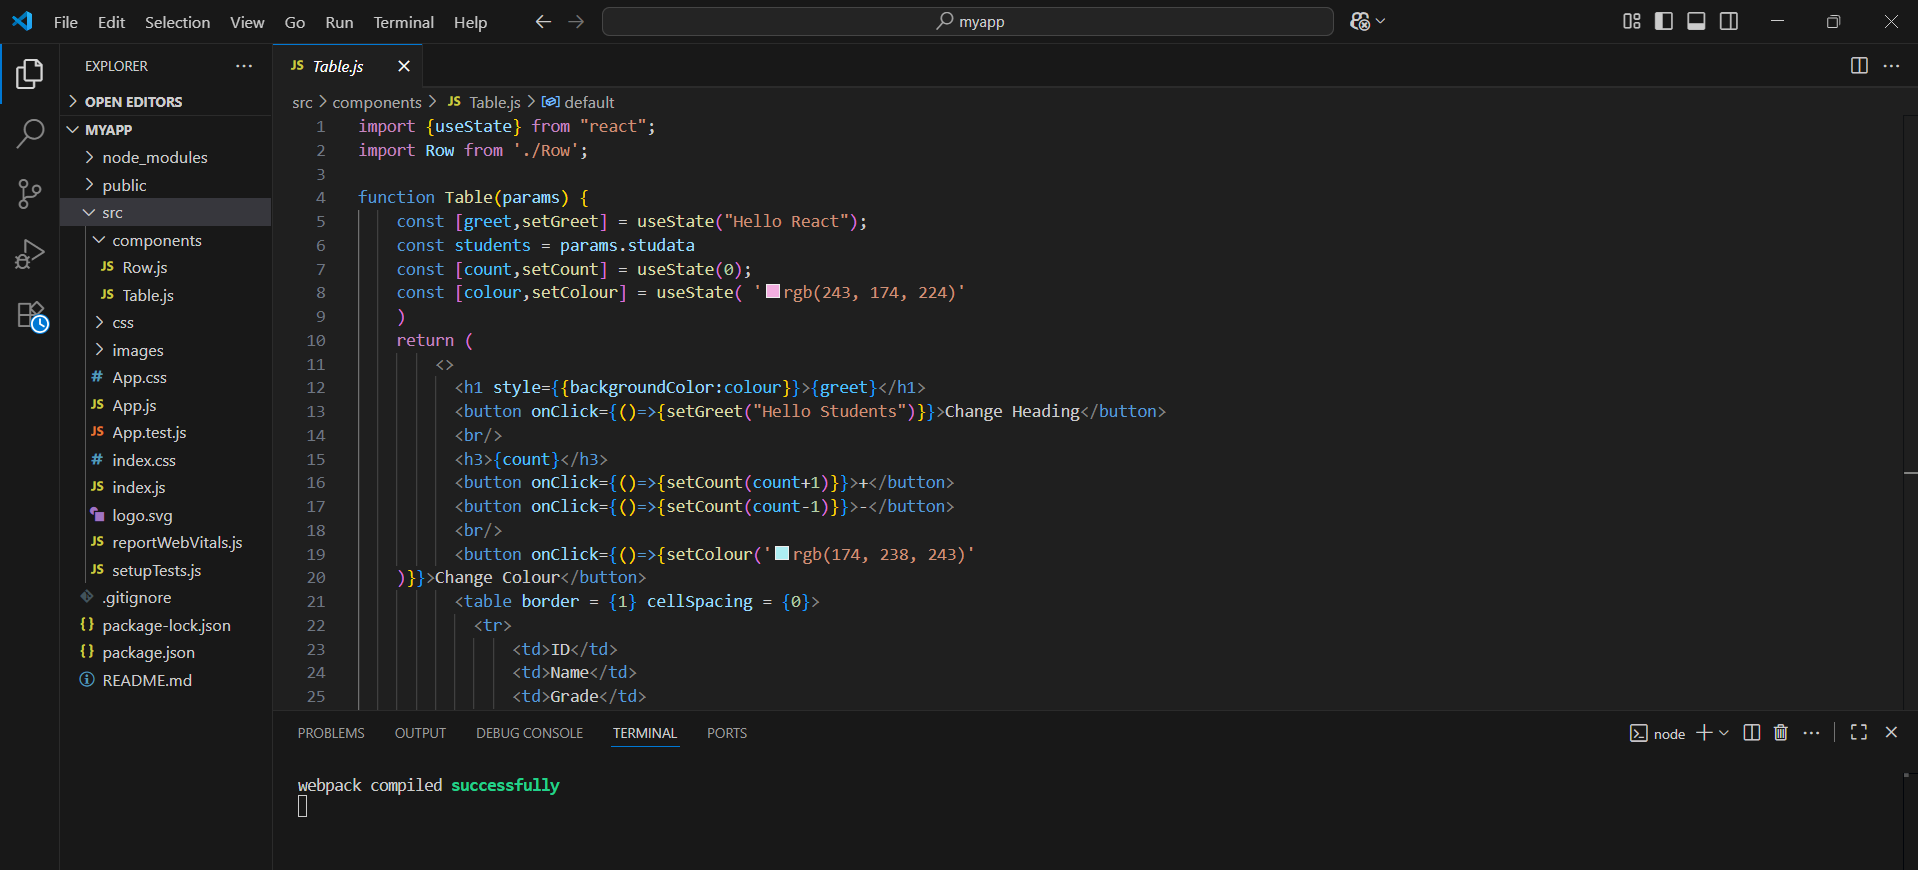 File Edit Selection View Go Run Terminal Help myapp
EXPLORER
OPEN EDITORS
MYAPP
node_modules
public
src
components
JS Row.js
JS Table.js
css
images
# App.css
JS App.js
JS App.test.js
# index.css
JS index.js
logo.svg
JS reportWebVitals.js
JS setupTests.js
.gitignore
{} package-lock.json
{} package.json
README.md
JS Table.js
src > components > JS Table.js > default
1 import {useState} from "react";
2 import Row from './Row';
3
4 function Table(params) {
5 const [greet,setGreet] = useState("Hello React");
6 const students = params.studata
7 const [count,setCount] = useState(0);
8 const [colour,setColour] = useState( 'rgb(243, 174, 224)'
9 )
10 return (
11 <>
12 <h1 style={{backgroundColor:colour}}>{greet}</h1>
13 <button onClick={()=>{setGreet("Hello Students")}}>Change Heading</button>
14 <br/>
15 <h3>{count}</h3>
16 <button onClick={()=>{setCount(count+1)}}>+</button>
17 <button onClick={()=>{setCount(count-1)}}>-</button>
18 <br/>
19 <button onClick={()=>{setColour('rgb(174, 238, 243)'
20 )}}>Change Colour</button>
21 <table border = {1} cellSpacing = {0}>
22 <tr>
23 <td>ID</td>
24 <td>Name</td>
25 <td>Grade</td>
PROBLEMS OUTPUT DEBUG CONSOLE TERMINAL PORTS
node
webpack compiled successfully